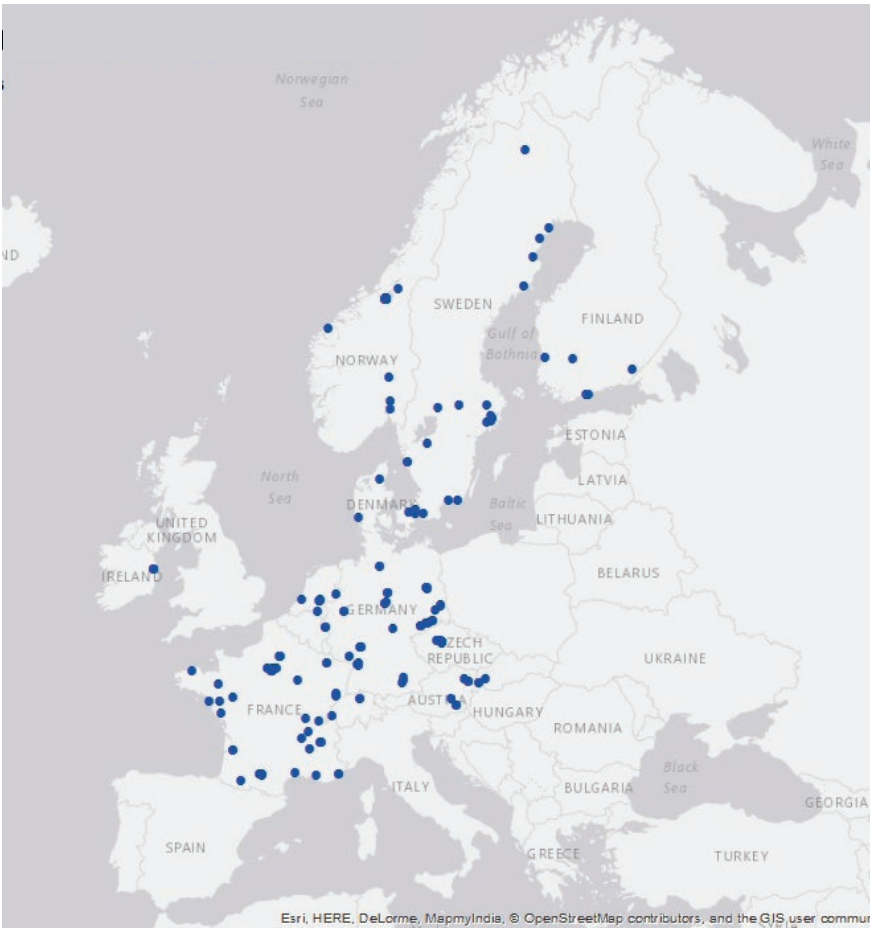 Norwegian
Sea
White
Sea
ND
SWEDEN
FINLAND
Gulf of
Bothnia
NORWAY
ESTONIA
North
Sea
LATVIA
DENMARK
Baltic
Sea
LITHUANIA
UNITED
KINGDOM
IRELAND
BELARUS
GERMANY
CZECH
REPUBLIC
UKRAINE
AUSTRIA
FRANCE
HUNGARY
ROMANIA
Black
Sea
ITALY
BULGARIA
GEORGIA
SPAIN
GREECE
TURKEY
Esri, HERE, DeLorme, MapmyIndia, © OpenStreetMap contributors, and the GIS user commun
SYRIA